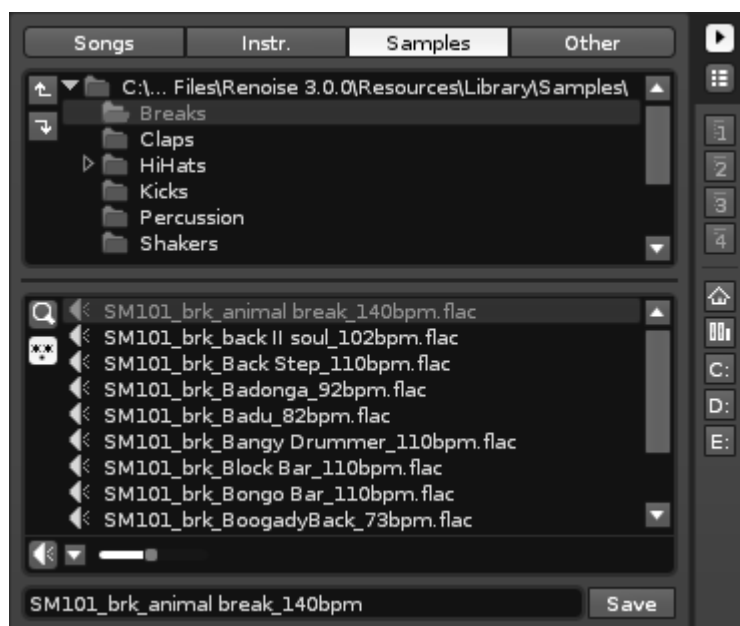 Songs Instr. Samples Other
C:\... Files\Renoise 3.0.0\Resources\Library\Samples\
Breaks
Claps
HiHats
Kicks
Percussion
Shakers
1
2
3
4
SM101_brk_animal break_140bpm.flac
SM101_brk_back II soul_102bpm.flac
SM101_brk_Back Step_110bpm.flac
SM101_brk_Badonga_92bpm.flac
SM101_brk_Badu_82bpm.flac
SM101_brk_Bangy Drummer_110bpm.flac
SM101_brk_Block Bar_110bpm.flac
SM101_brk_Bongo Bar_110bpm.flac
SM101_brk_BoogadyBack_73bpm.flac
C:
D:
E:
SM101_brk_animal break_140bpm Save